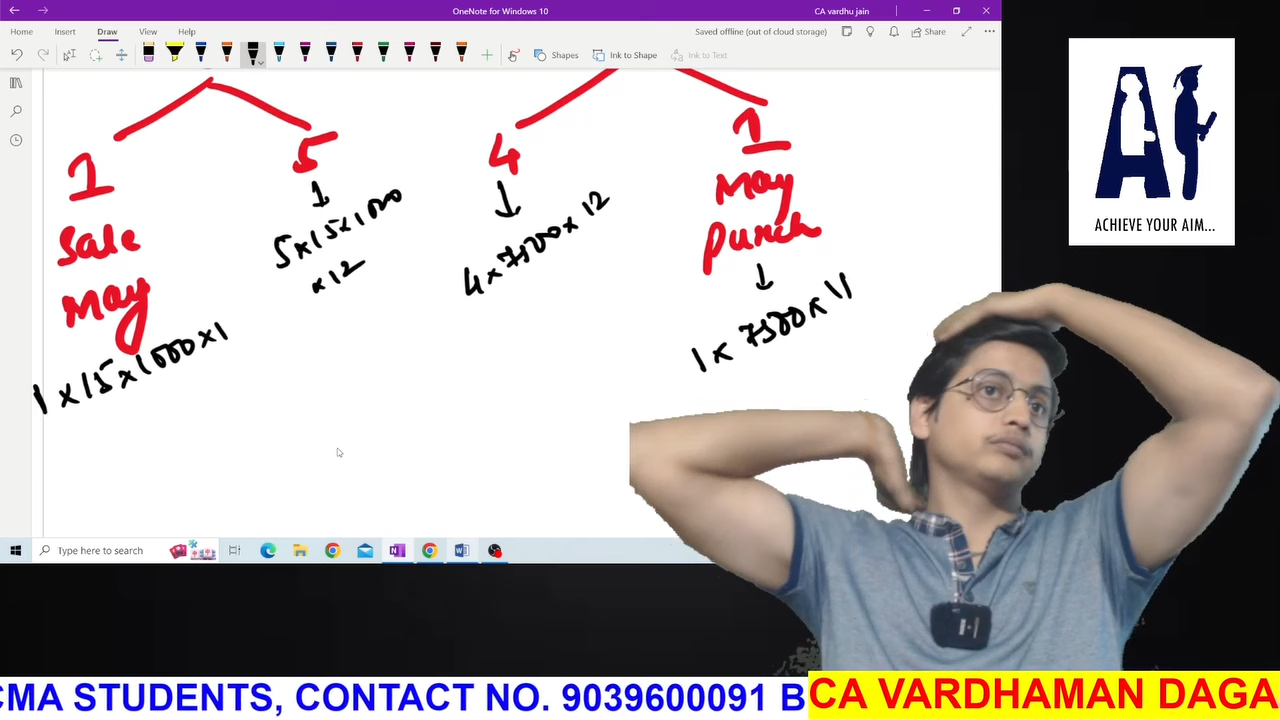 OneNote for Windows 10
CA vardhu jain
Home Insert Draw View Help
Saved offline (out of cloud storage)
Share
Shapes
Ink to Shape
Ink to Text
1
Sale
May
1 x 15 x 1000 x 1
5
5 x 15 x 1000
x 12
4
4 x 7500 x 12
1
May
Purch
1 x 7500 x 11
AI
ACHIEVE YOUR AIM...
Type here to search
CMA STUDENTS, CONTACT NO. 9039600091 B
CA VARDHAMAN DAGA